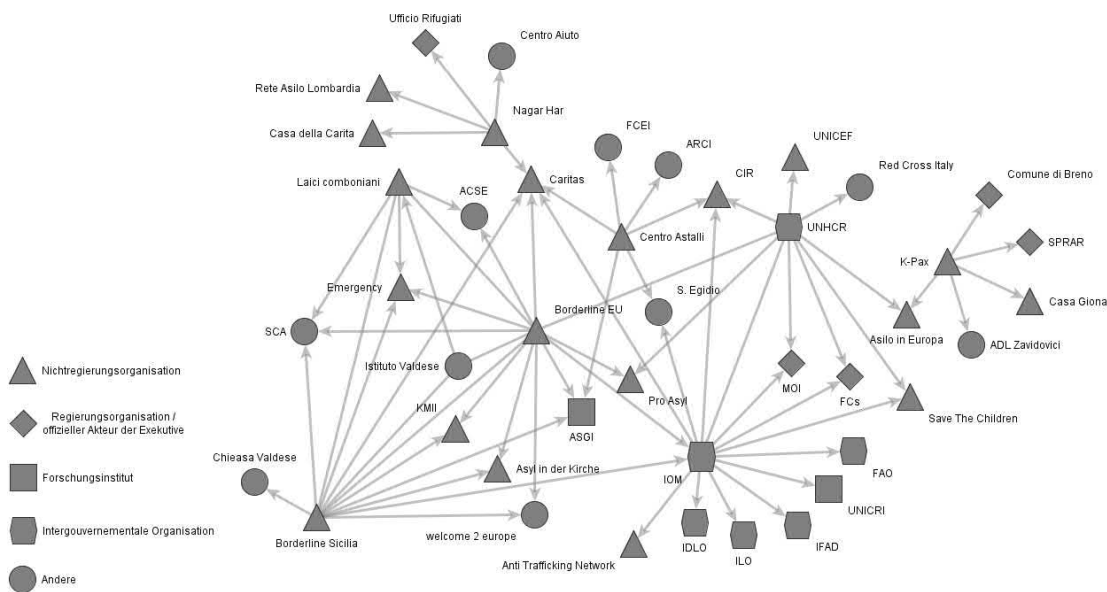 Ufficio Rifugiati
Centro Aiuto
Rete Asilo Lombardia
Nagar Har
Casa della Carita
FCEI
ARCI
UNICEF
CIR
Red Cross Italy
Comune di Breno
Laici comboniani
ACSE
Caritas
Centro Astalli
UNHCR
SPRAR
K-Pax
Emergency
S. Egidio
Borderline EU
Casa Giona
SCA
Asilo in Europa
ADL Zavidovici
Istituto Valdese
Nichtregierungsorganisation
Pro Asyl
MOI
FCs
KMII
Save The Children
Regierungsorganisation /
offizieller Akteur der Exekutive
ASGI
Chieasa Valdese
Asyl in der Kirche
IOM
FAO
Forschungsinstitut
UNICRI
Intergouvernementale Organisation
Borderline Sicilia
welcome 2 europe
IDLO
ILO
IFAD
Anti Trafficking Network
Andere